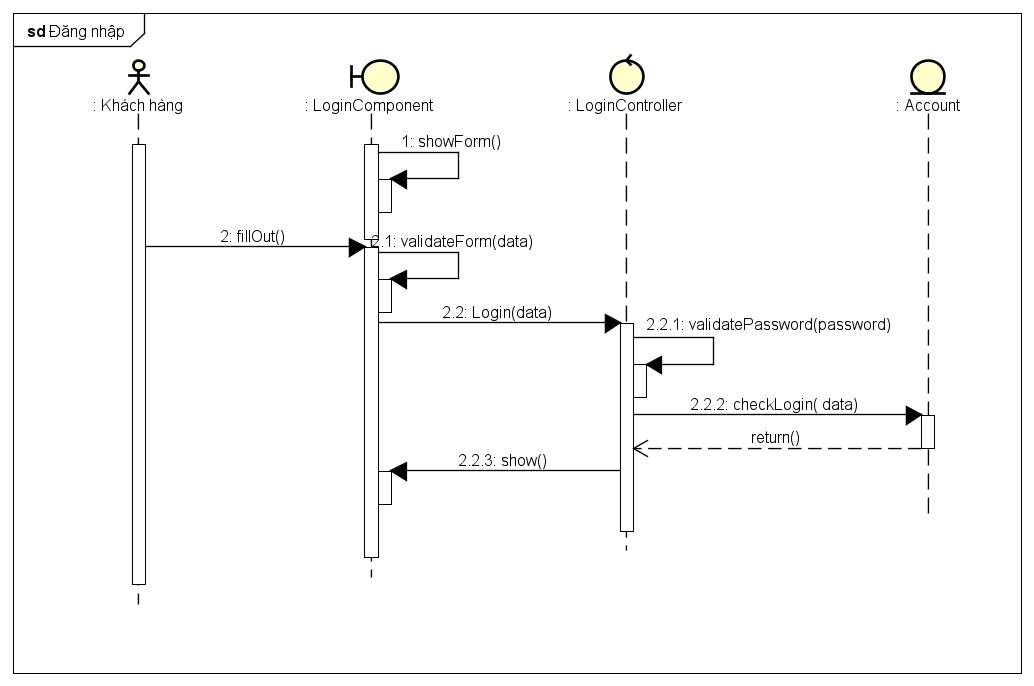 sd Đăng nhập
: Khách hàng
: LoginComponent
: LoginController
: Account
1: showForm()
2: fillOut()
2.1: validateForm(data)
2.2: Login(data)
2.2.1: validatePassword(password)
2.2.2: checkLogin( data)
return()
2.2.3: show()